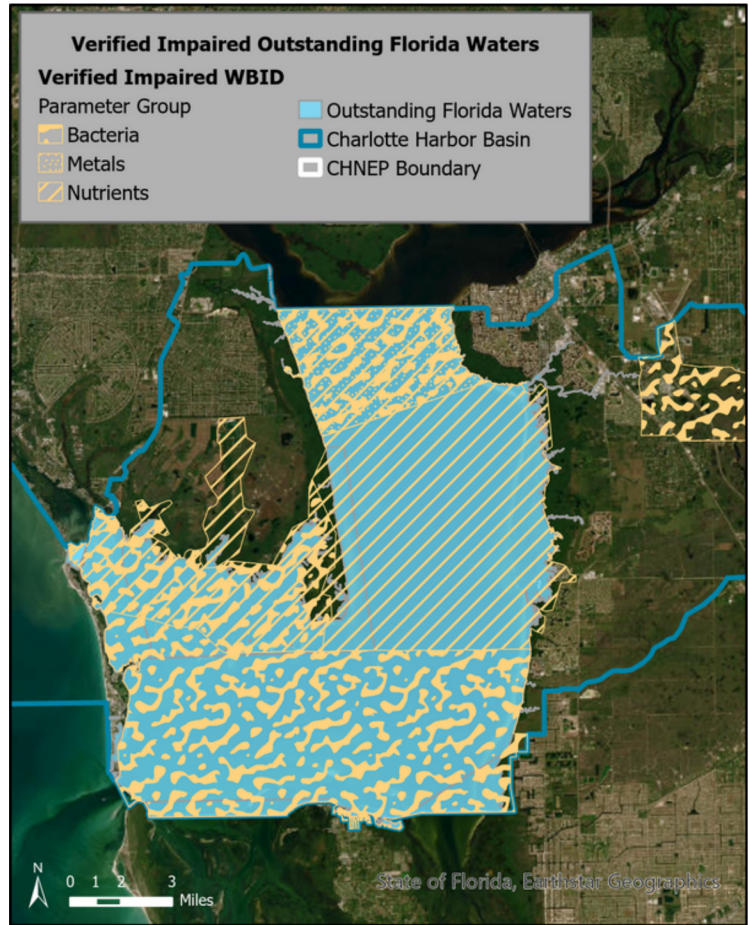 Verified Impaired Outstanding Florida Waters
Verified Impaired WBID
Parameter Group
Bacteria
Metals
Nutrients
Outstanding Florida Waters
Charlotte Harbor Basin
CHNEP Boundary
N
0 1 2 3
Miles
State of Florida, Earthstar Geographics